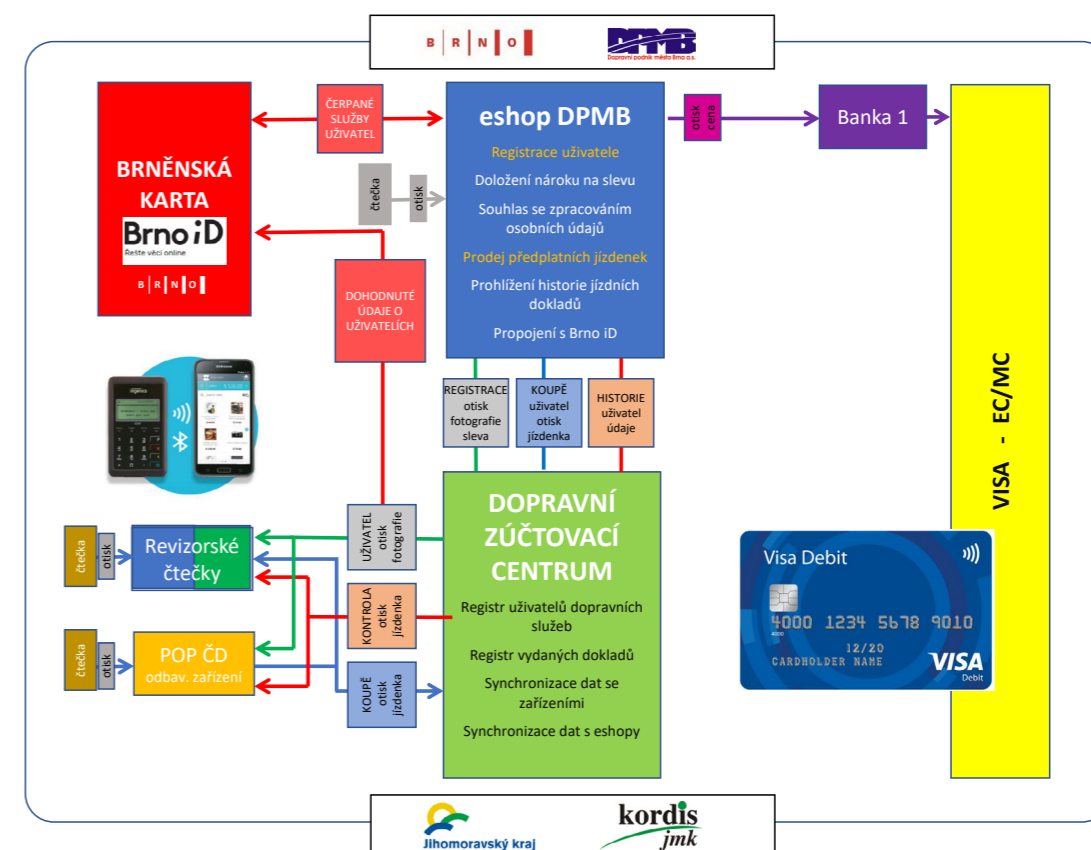 B R N O
DPMB
Dopravní podnik města Brna a.s.
BRNĚNSKÁ
KARTA
Brno iD
Řešte věci online
B R N O
ČERPANÉ
SLUŽBY
UŽIVATEL
čtečka
otisk
DOHODNUTÉ
ÚDAJE O
UŽIVATELÍCH
eshop DPMB
Registrace uživatele
Doložení nároku na slevu
Souhlas se zpracováním
osobních údajů
Prodej předplatních jízdenek
Prohlížení historie jízdních
dokladů
Propojení s Brno iD
otisk
cena
Banka 1
VISA - EC/MC
REGISTRACE
otisk
fotografie
sleva
KOUPĚ
uživatel
otisk
jízdenka
HISTORIE
uživatel
údaje
DOPRAVNÍ
ZÚČTOVACÍ
CENTRUM
Registr uživatelů dopravních
služeb
Registr vydaných dokladů
Synchronizace dat se
zařízeními
Synchronizace dat s eshopy
UŽIVATEL
otisk
fotografie
KONTROLA
otisk
jízdenka
KOUPĚ
otisk
jízdenka
čtečka
otisk
Revizorské
čtečky
čtečka
otisk
POP ČD
odbav. zařízení
Visa Debit
4000 1234 5678 9010
4000
12/20
CARDHOLDER NAME
VISA
Debit
Jihomoravský kraj
kordis
jmk